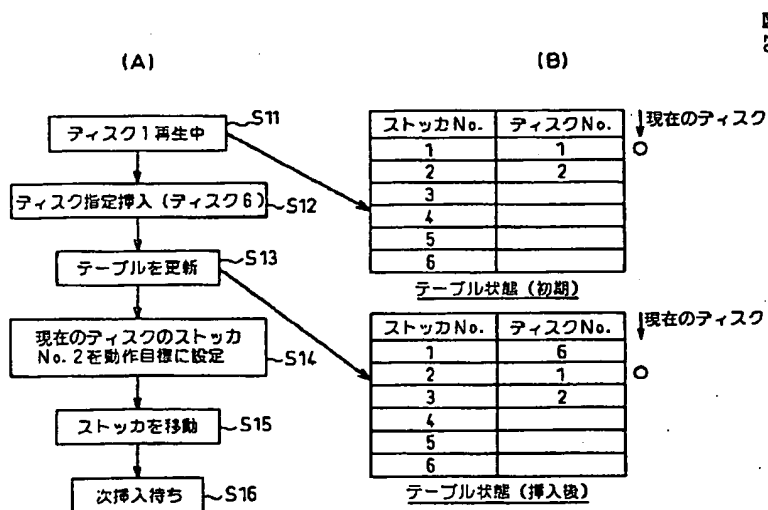 (A)
ディスク1再生中
S11
ディスク指定挿入(ディスク6)
S12
テーブルを更新
S13
現在のディスクのストッカ
No.2を動作目標に設定
S14
ストッカを移動
S15
次挿入待ち
S16
(B)
ストッカNo. ディスクNo.
1 1
2 2
3
4
5
6
↓現在のディスク
○
テーブル状態(初期)
ストッカNo. ディスクNo.
1 6
2 1
3 2
4
5
6
↓現在のディスク
○
テーブル状態(挿入後)